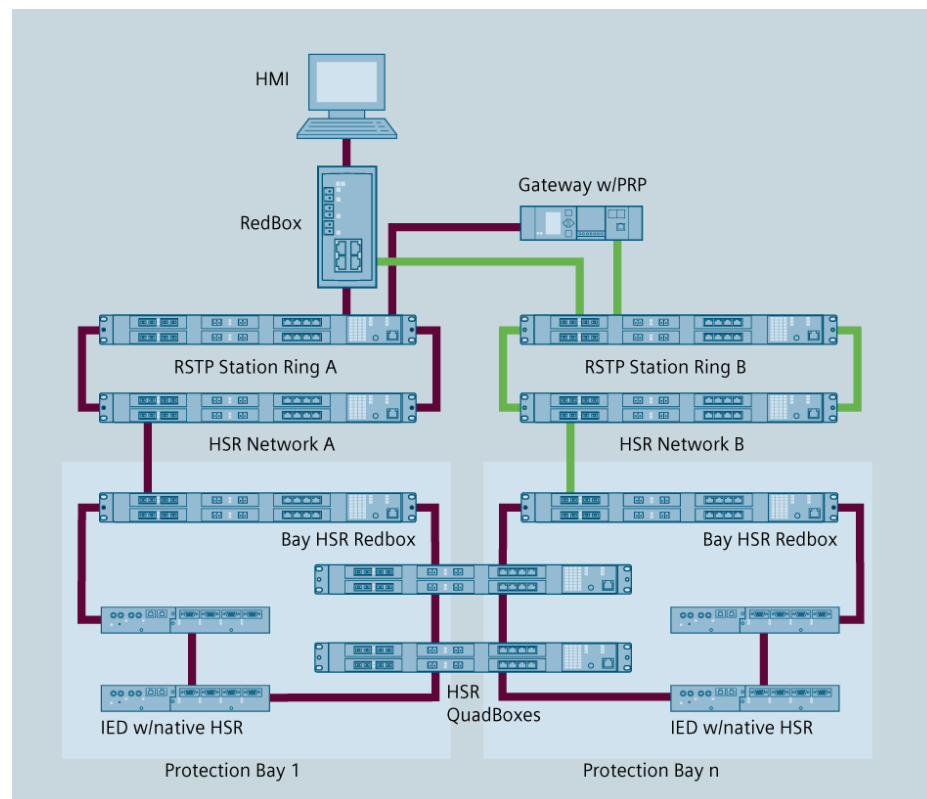 HMI
Gateway w/PRP
RedBox
RSTP Station Ring A
RSTP Station Ring B
HSR Network A
HSR Network B
Bay HSR Redbox
Bay HSR Redbox
HSR
QuadBoxes
IED w/native HSR
IED w/native HSR
Protection Bay 1
Protection Bay n